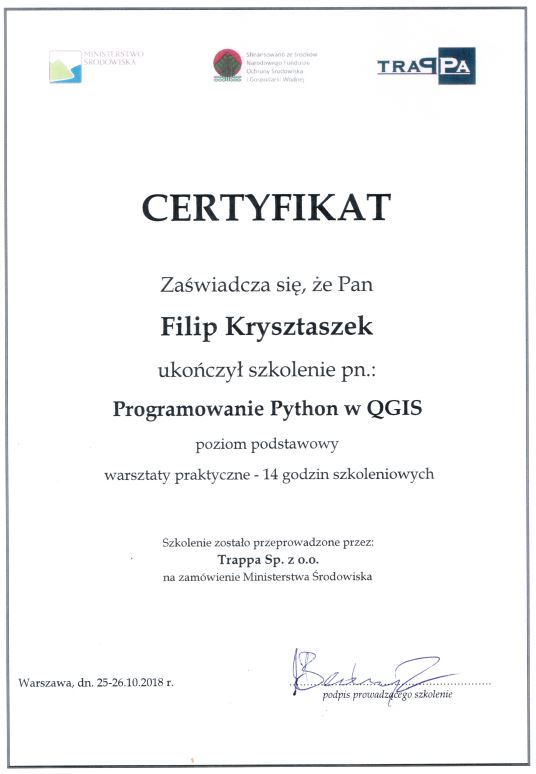 MINISTERSTWO
ŚRODOWISKA
Sfinansowano ze środków
Narodowego Funduszu
Ochrony Środowiska
i Gospodarki Wodnej
TRAPPA
CERTYFIKAT
Zaświadcza się, że Pan
Filip Krysztaszek
ukończył szkolenie pn.:
Programowanie Python w QGIS
poziom podstawowy
warsztaty praktyczne - 14 godzin szkoleniowych
Szkolenie zostało przeprowadzone przez:
Trappa Sp. z o.o.
na zamówienie Ministerstwa Środowiska
Warszawa, dn. 25-26.10.2018 r.
podpis prowadzącego szkolenie